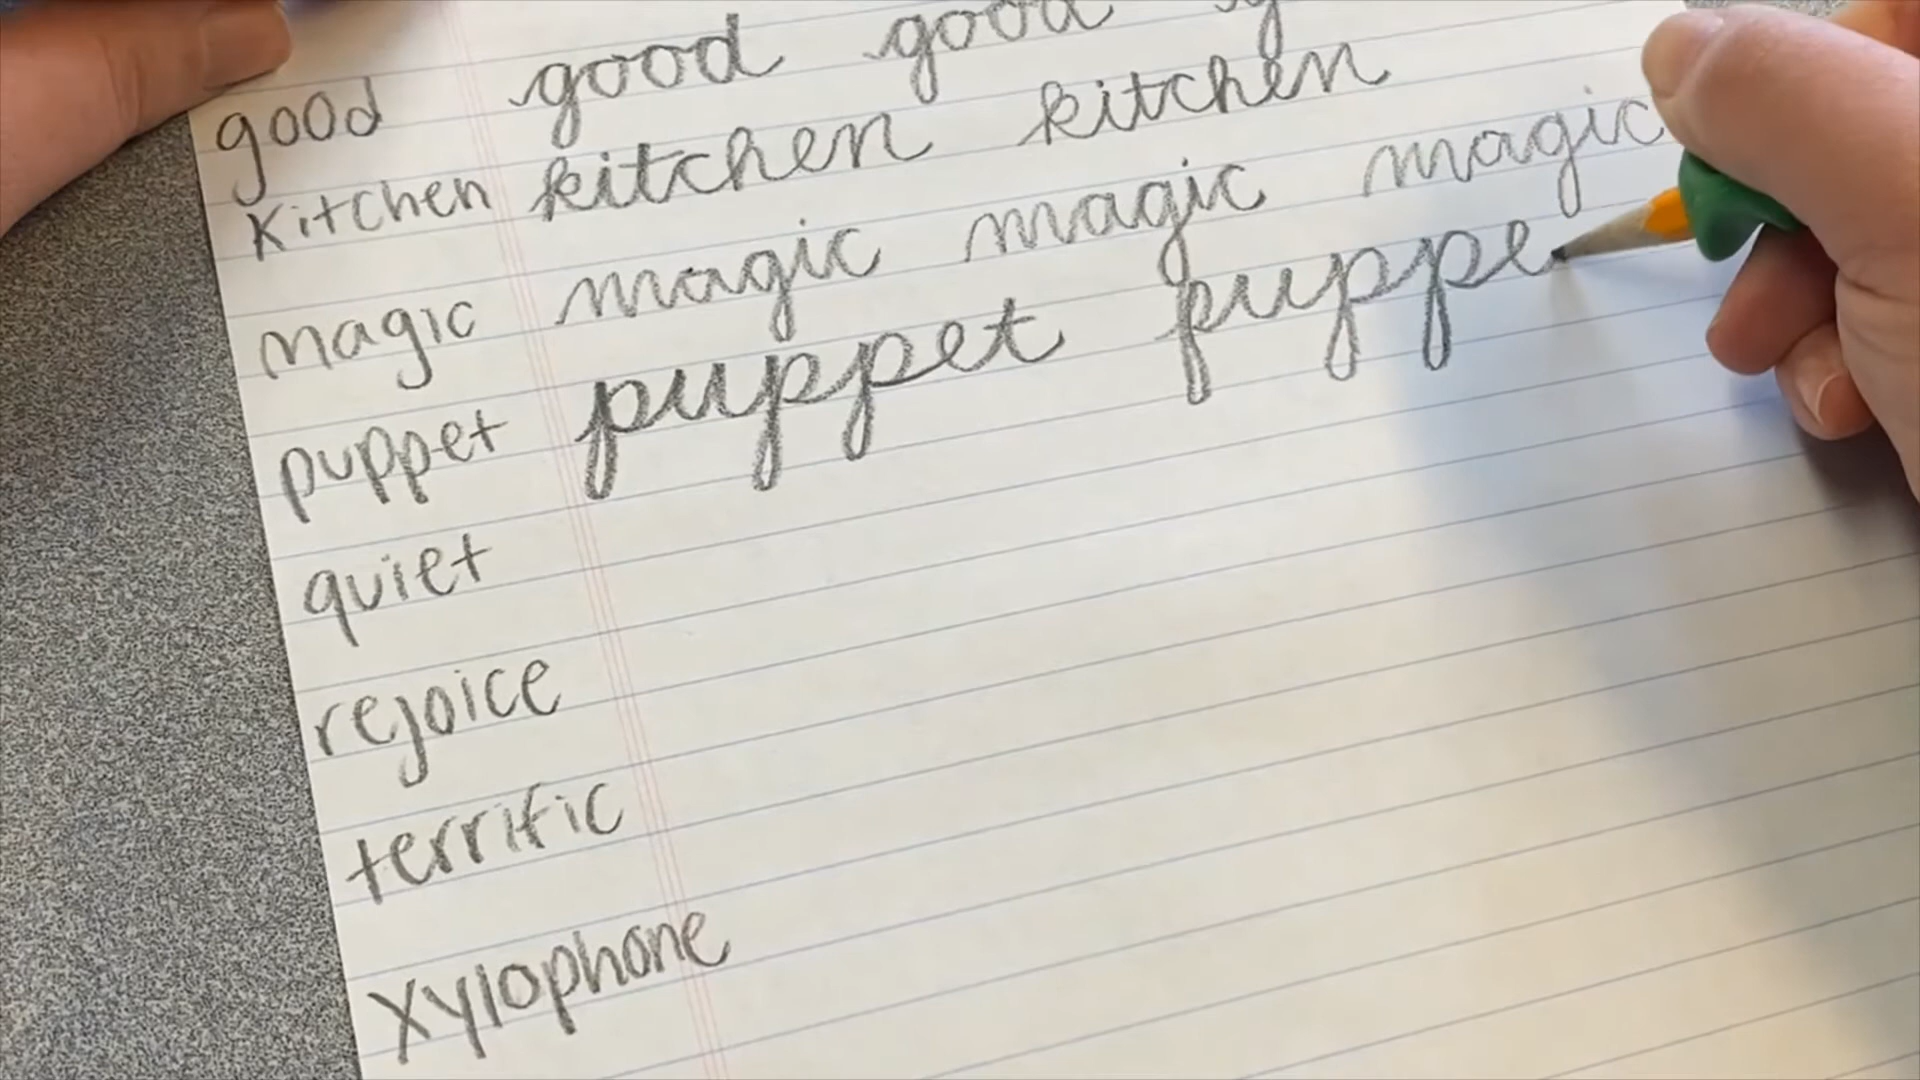 good good good g
kitchen kitchen kitchen
magic magic magic magic
puppet puppet puppe
quiet
rejoice
terrific
xylophone